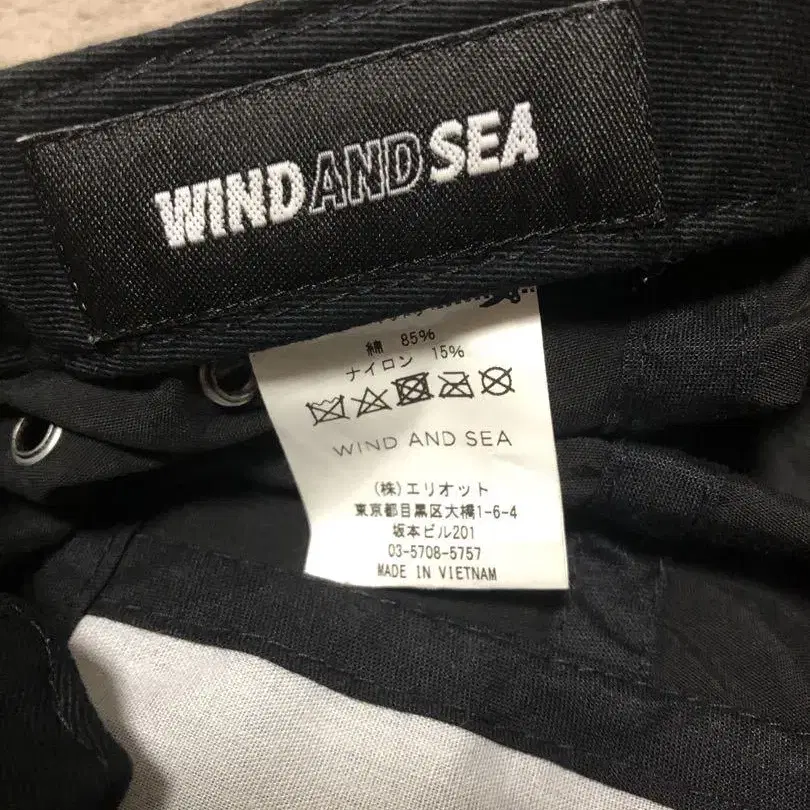 WIND AND SEA
綿 85%
ナイロン 15%
WIND AND SEA
(株)エリオット
東京都目黒区大橋1-6-4
坂本ビル201
03-5708-5757
MADE IN VIETNAM